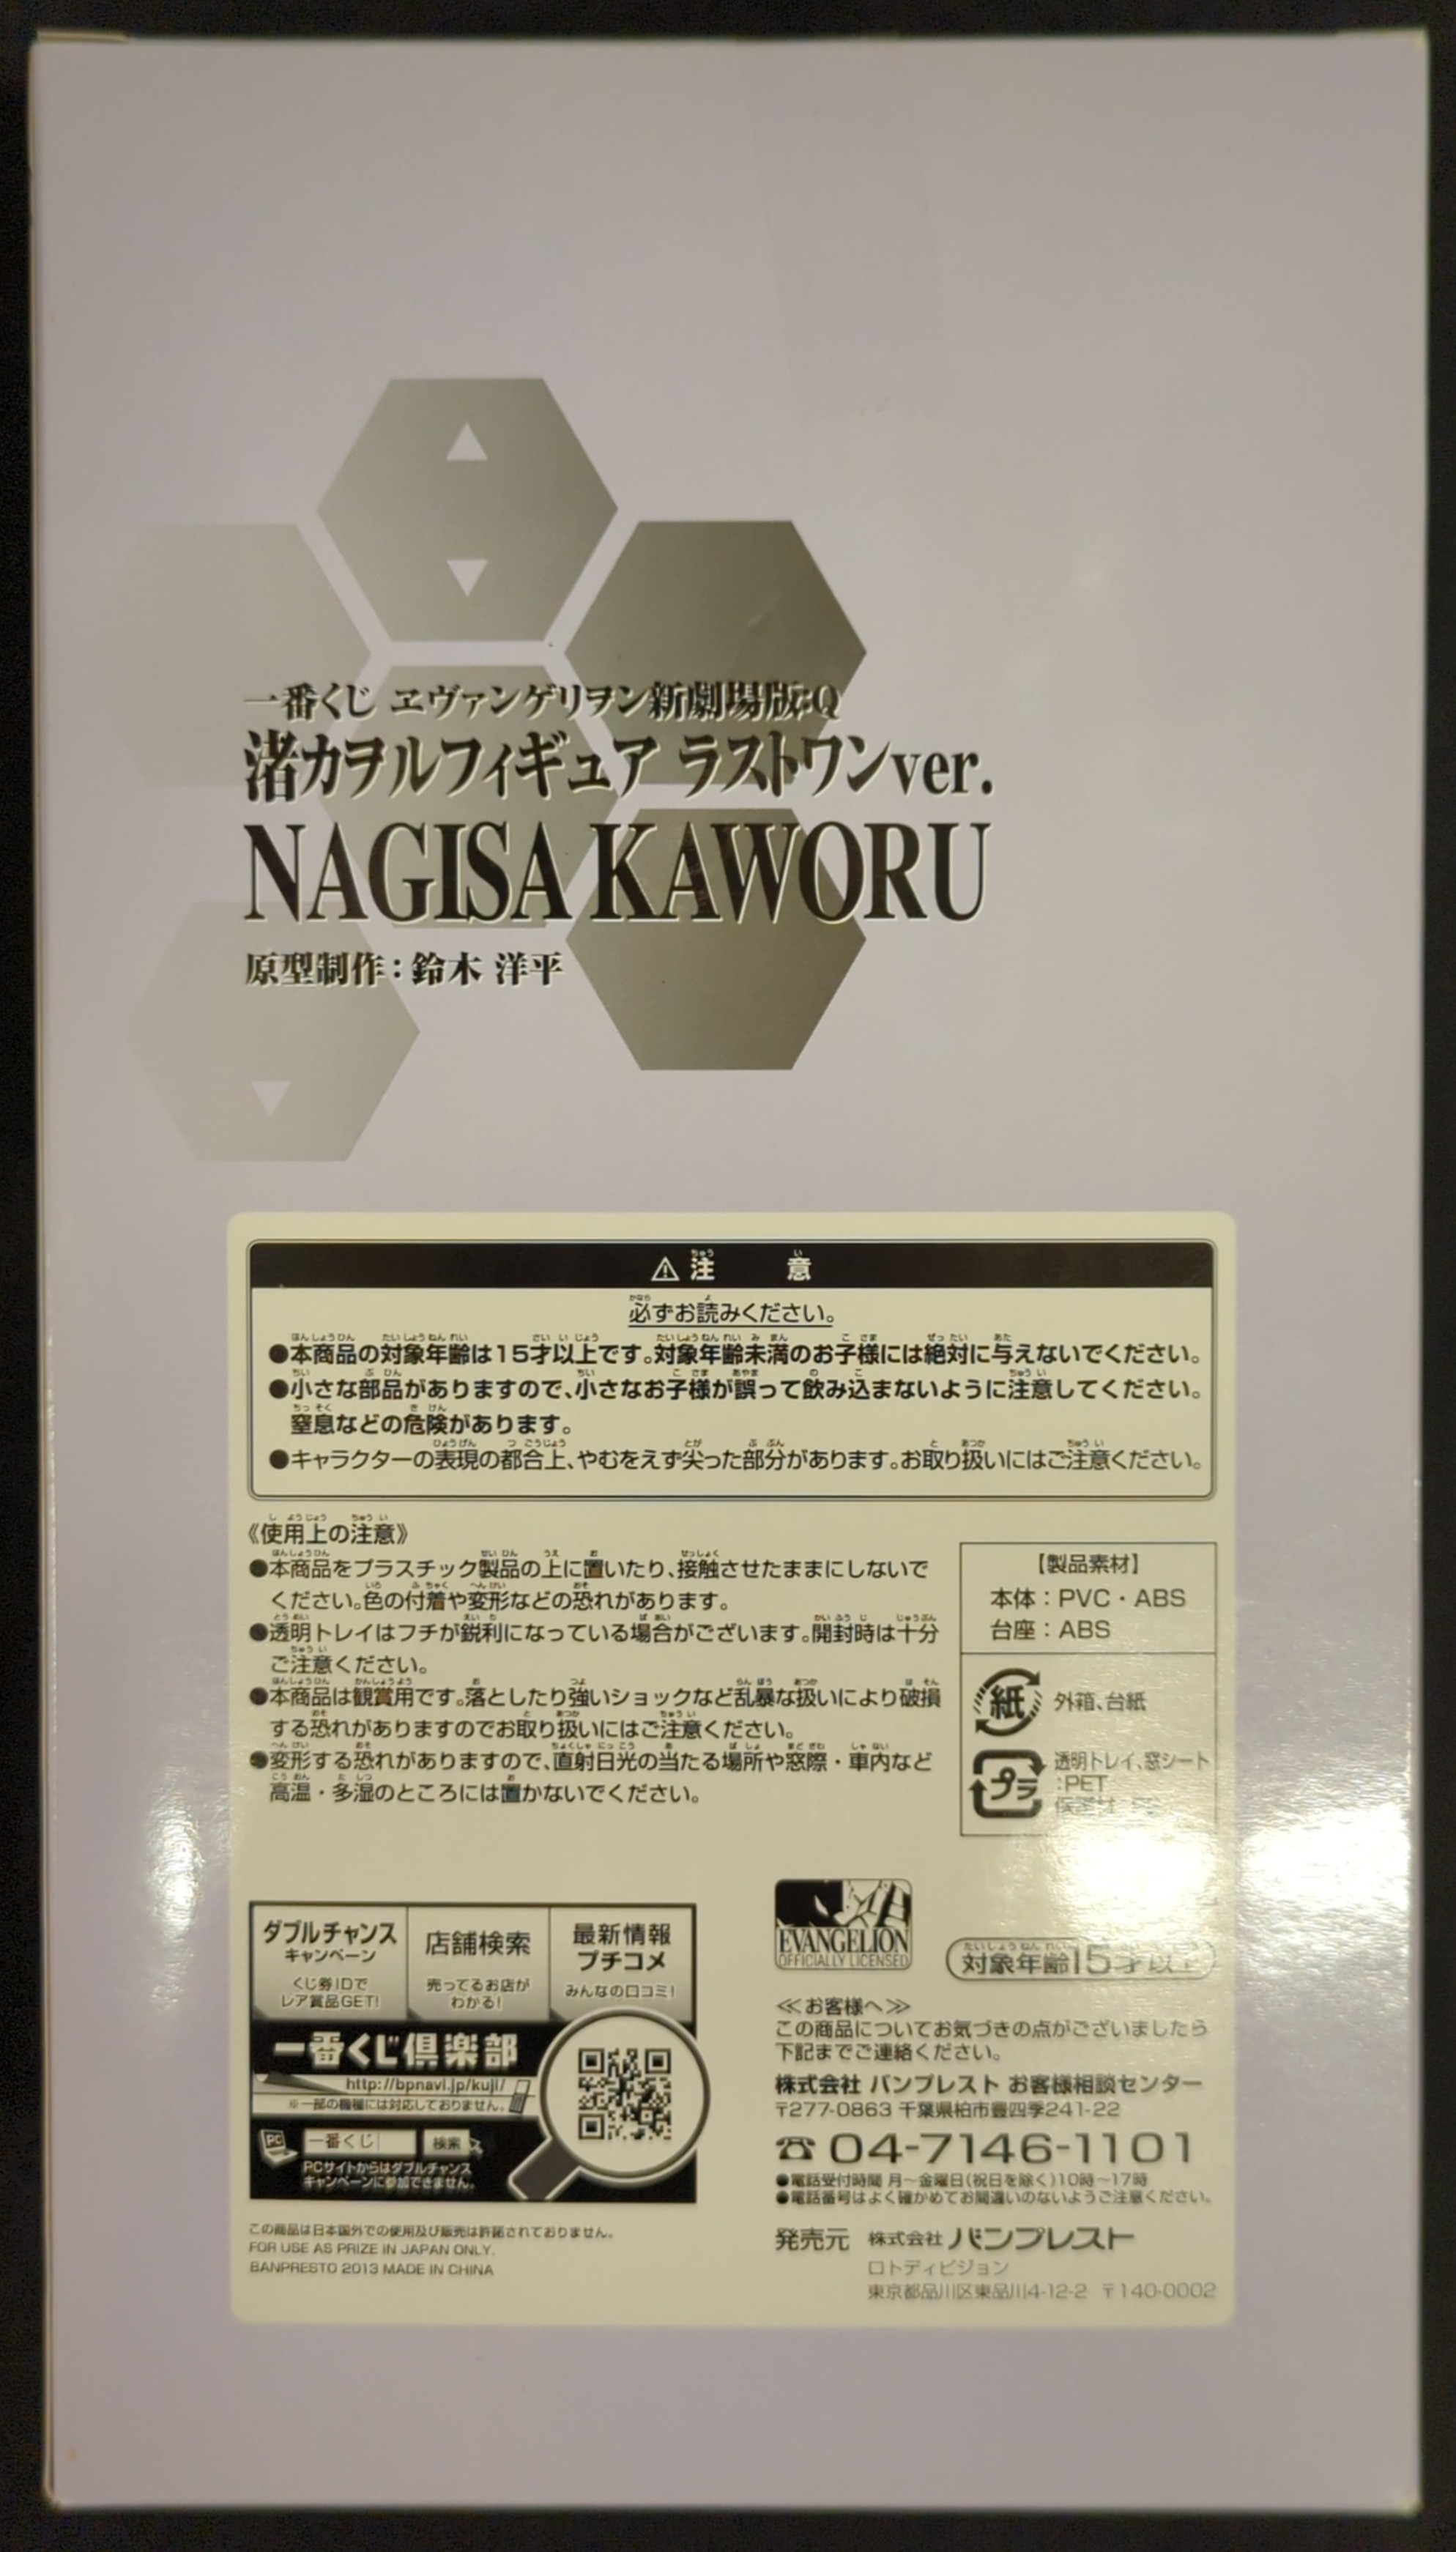 一番くじ ヱヴァンゲリヲン新劇場版:Q
渚カヲルフィギュア ラストワンver.
NAGISA KAWORU
原型制作：鈴木 洋平
⚠注意
必ずお読みください。
●本商品の対象年齢は15才以上です。対象年齢未満のお子様には絶対に与えないでください。
●小さな部品がありますので、小さなお子様が誤って飲み込まないように注意してください。
窒息などの危険があります。
●キャラクターの表現の都合上、やむをえず尖った部分があります。お取り扱いにはご注意ください。
《使用上の注意》
●本商品をプラスチック製品の上に置いたり、接触させたままにしないで
ください。色の付着や変形などの恐れがあります。
●透明トレイはフチが鋭利になっている場合がございます。開封時は十分
ご注意ください。
●本商品は観賞用です。落としたり強いショックなど乱暴な扱いにより破損
する恐れがありますのでお取り扱いにはご注意ください。
●変形する恐れがありますので、直射日光の当たる場所や窓際・車内など
高温・多湿のところには置かないでください。
【製品素材】
本体：PVC・ABS
台座：ABS
紙 外箱、台紙
プラ 透明トレイ、窓シート
:PET
ダブルチャンス
キャンペーン
くじ券IDで
レア賞品GET!
店舗検索
売ってるお店が
わかる!
最新情報
プチコメ
みんなの口コミ!
一番くじ倶楽部
http://bpnavi.jp/kuji/
※一部の機種には対応しておりません。
PC 一番くじ 検索
PCサイトからはダブルチャンス
キャンペーンに参加できません。
この商品は日本国外での使用及び販売は許諾されておりません。
FOR USE AS PRIZE IN JAPAN ONLY.
BANPRESTO 2013 MADE IN CHINA
EVANGELION
OFFICIALLY LICENSED
対象年齢15才以上
≪お客様へ≫
この商品についてお気づきの点がございましたら
下記までご連絡ください。
株式会社 バンプレスト お客様相談センター
〒277-0863 千葉県柏市豊四季241-22
☎04-7146-1101
●電話受付時間 月～金曜日(祝日を除く)10時～17時
●電話番号はよく確かめてお間違いのないようご注意ください。
発売元 株式会社 バンプレスト
ロトディビジョン
東京都品川区東品川4-12-2 〒140-0002